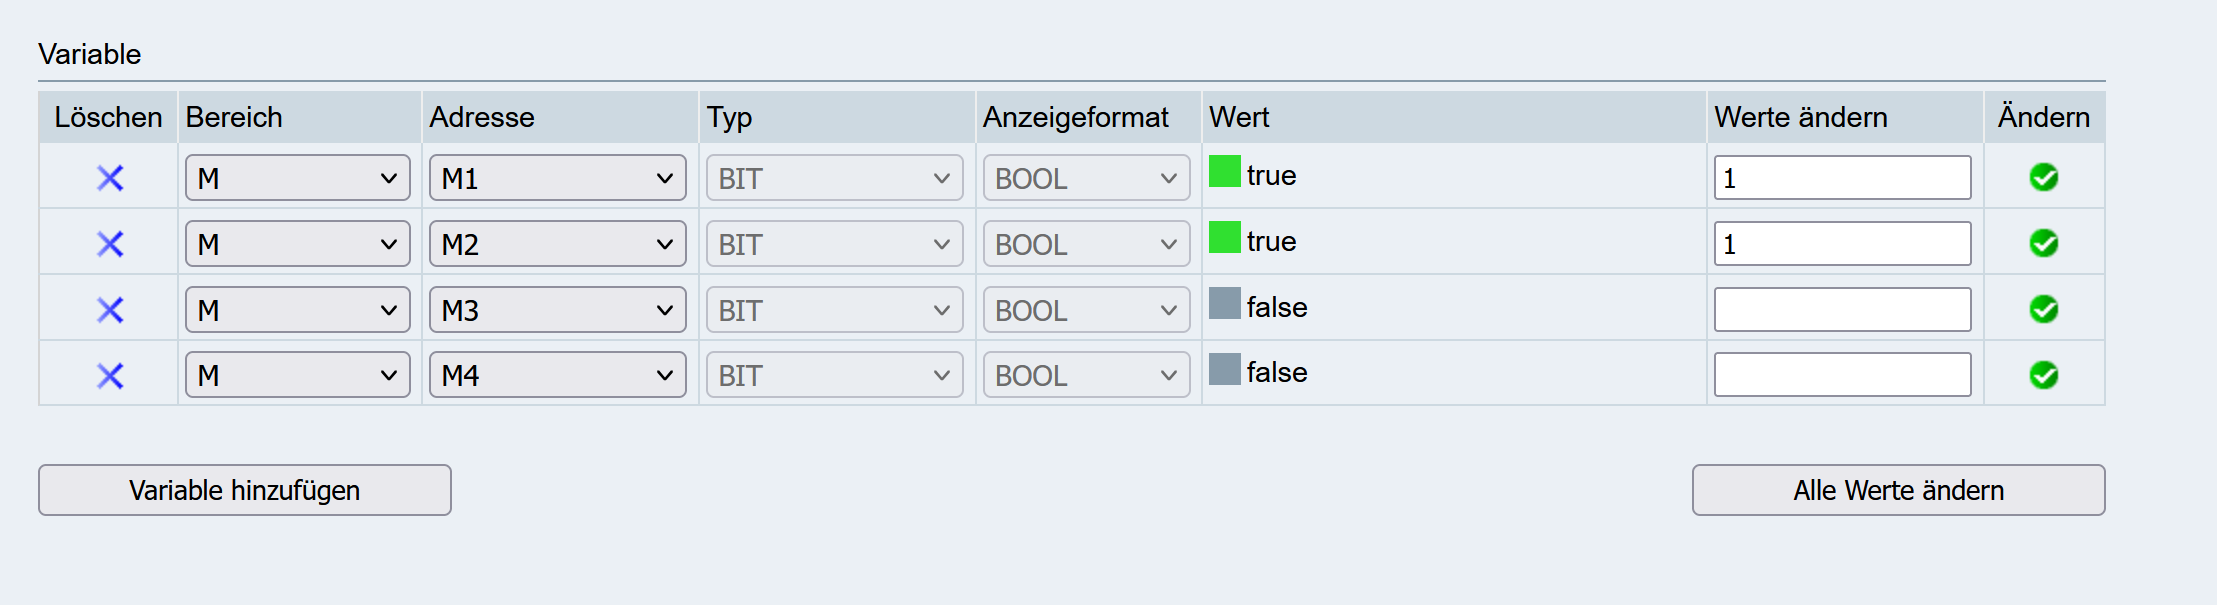 Variable
Löschen Bereich Adresse Typ Anzeigeformat Wert Werte ändern Ändern
M M1 BIT BOOL true 1
M M2 BIT BOOL true 1
M M3 BIT BOOL false
M M4 BIT BOOL false
Variable hinzufügen Alle Werte ändern